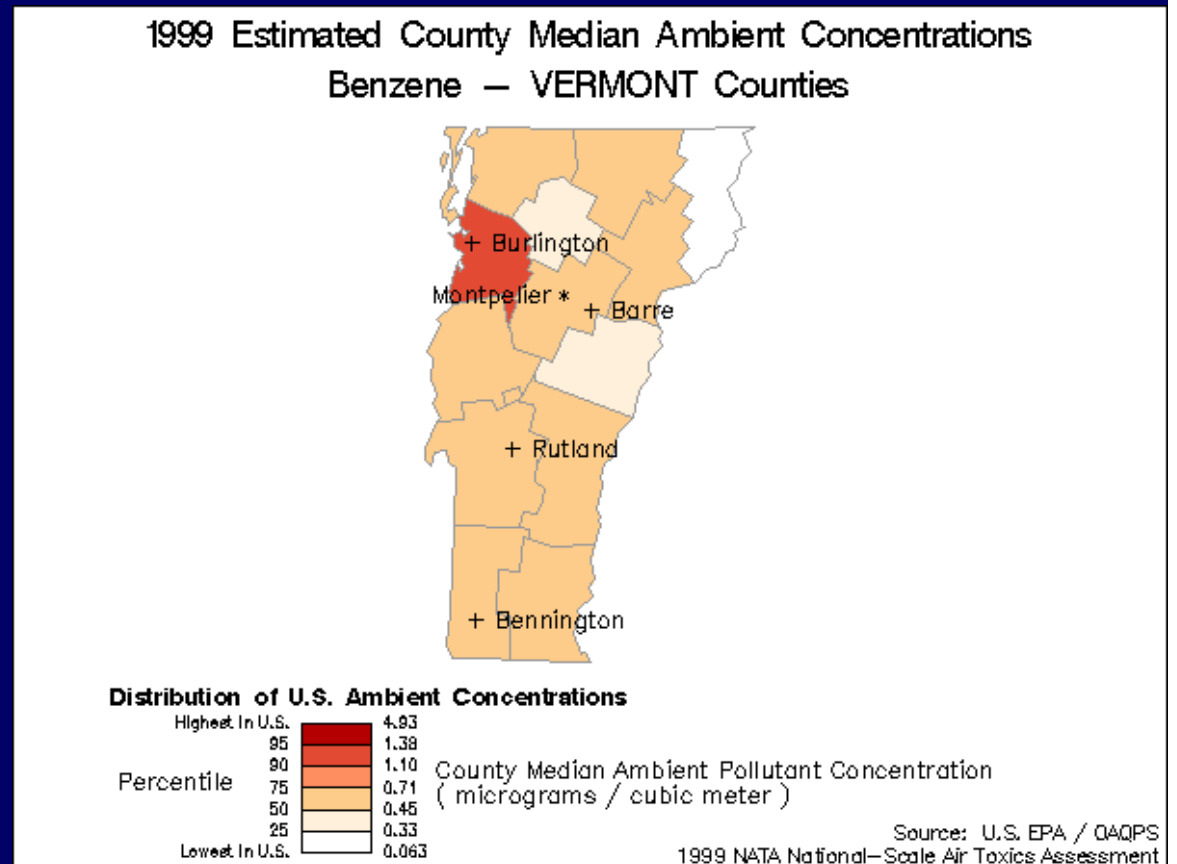 1999 Estimated County Median Ambient Concentrations
Benzene — VERMONT Counties
+ Burlington
Montpelier *
+ Barre
+ Rutland
+ Bennington
Distribution of U.S. Ambient Concentrations
Highest In U.S. 4.93
95 1.38
90 1.10
75 0.71
50 0.45
25 0.33
Lowest In U.S. 0.063
Percentile
County Median Ambient Pollutant Concentration
( micrograms / cubic meter )
Source: U.S. EPA / OAQPS
1999 NATA National—Scale Air Toxics Assessment